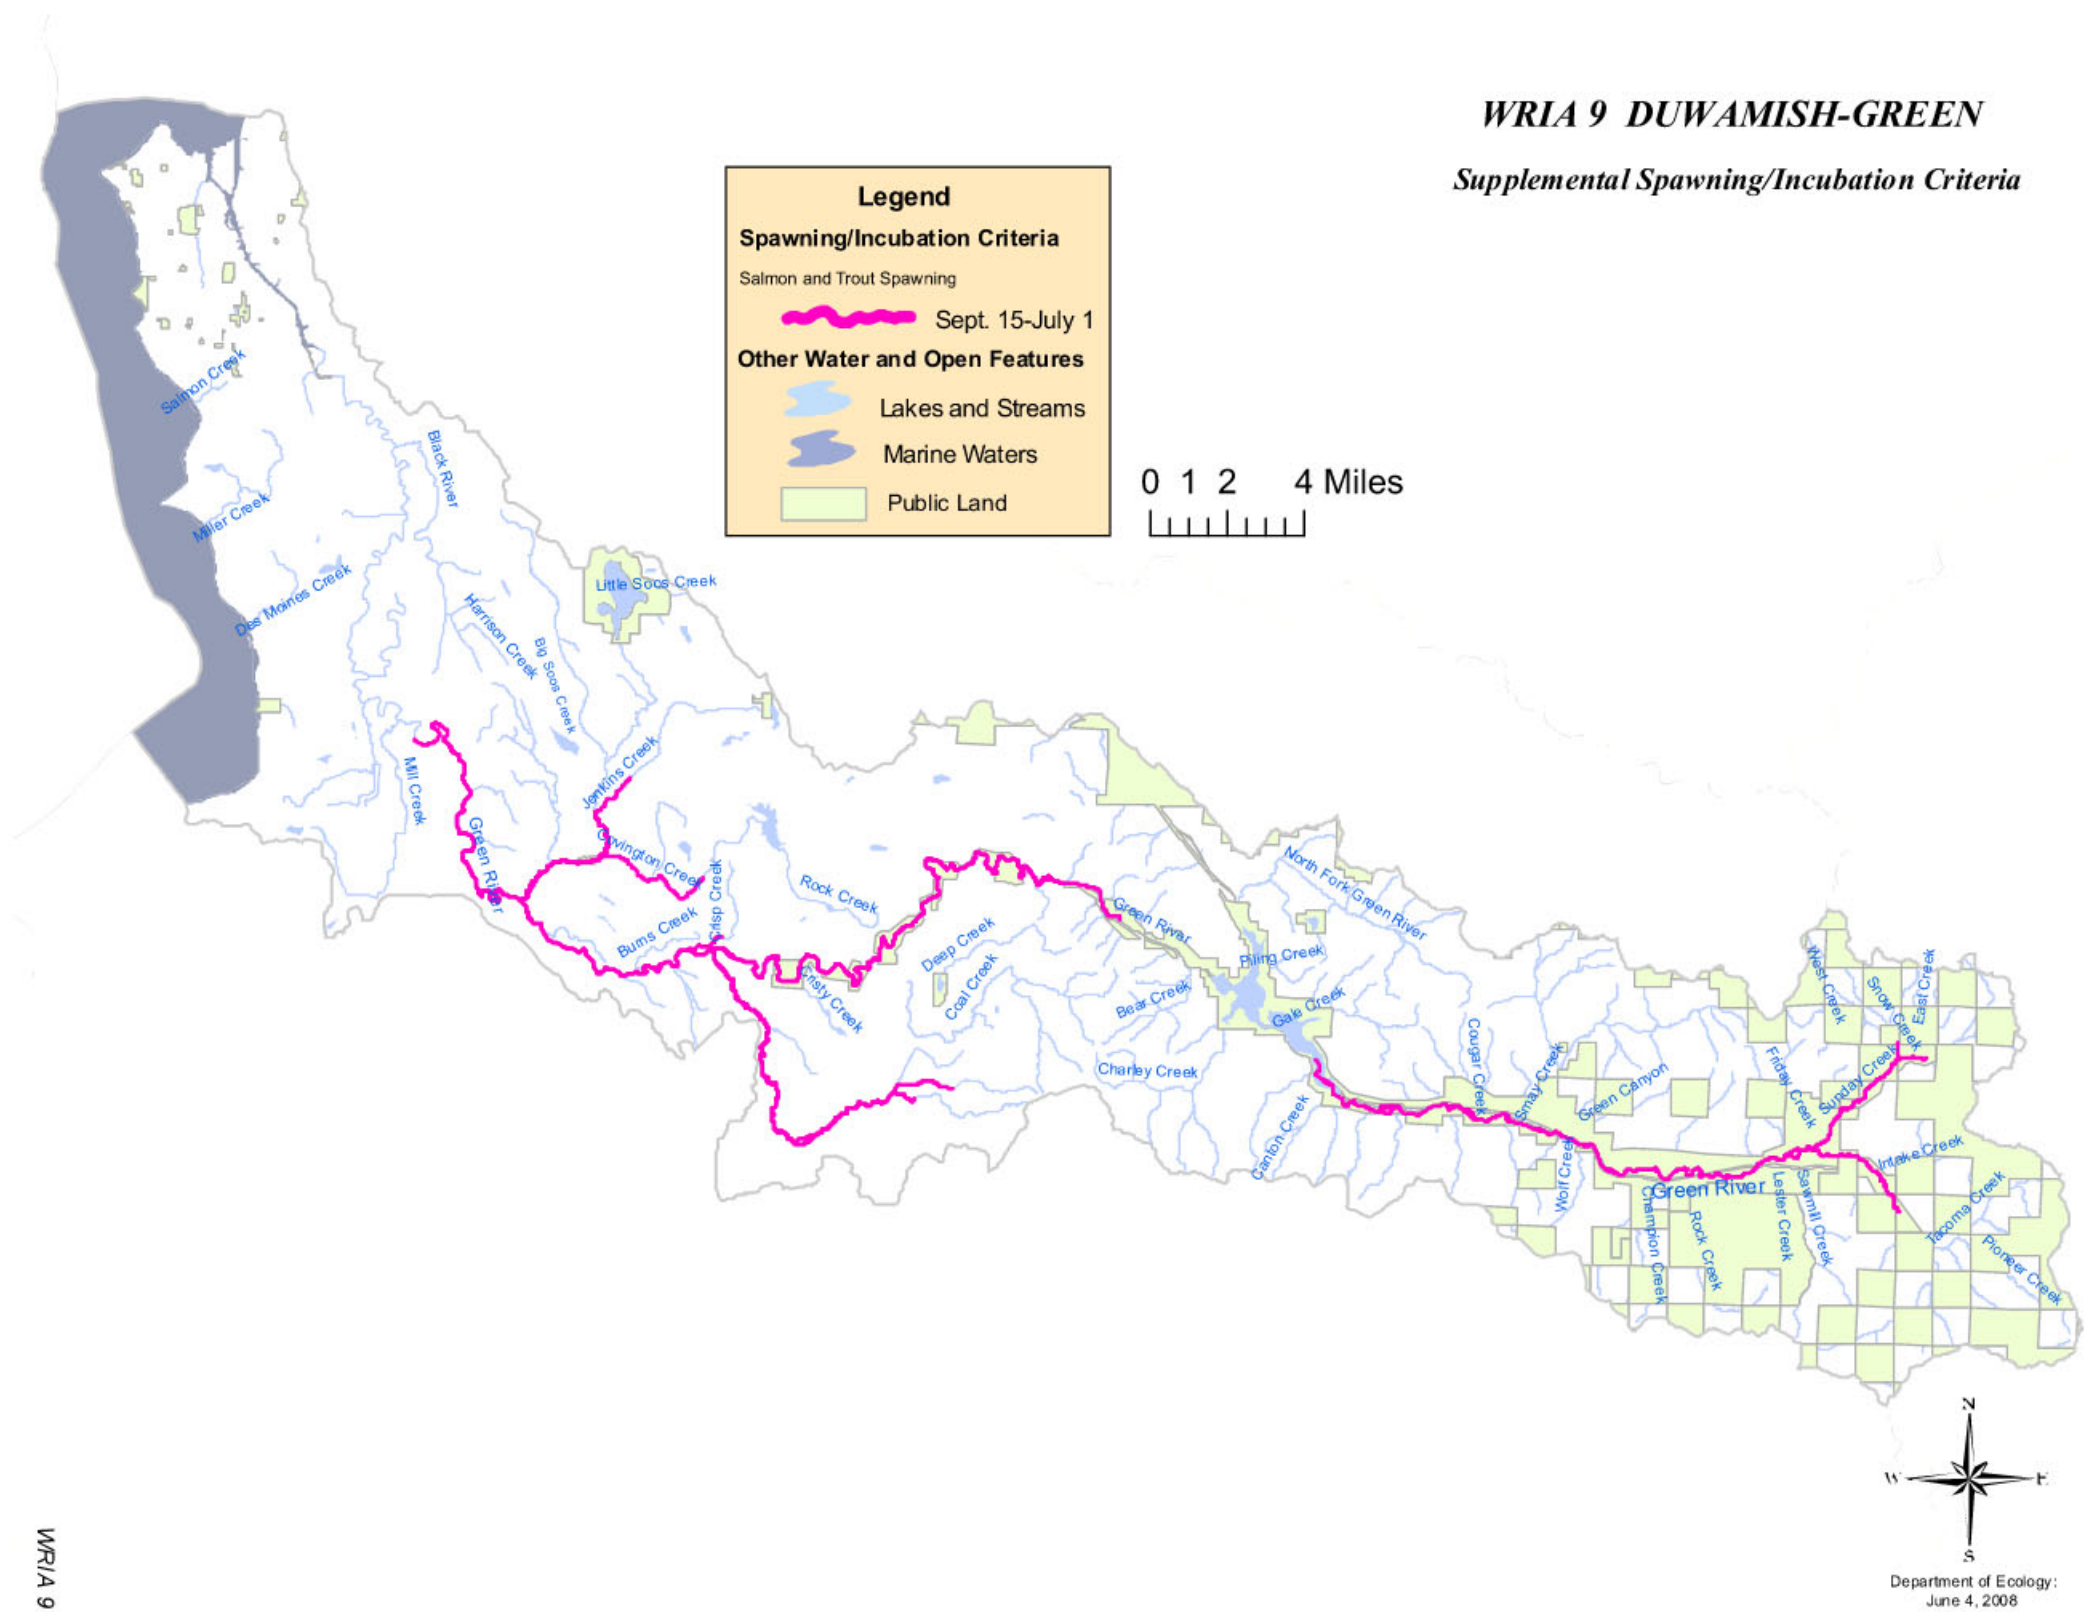 WRIA 9 DUWAMISH-GREEN
Supplemental Spawning/Incubation Criteria
Legend
Spawning/Incubation Criteria
Salmon and Trout Spawning
Sept. 15-July 1
Other Water and Open Features
Lakes and Streams
Marine Waters
Public Land
0 1 2 4 Miles
Salmon Creek
Black River
Miller Creek
Des Moines Creek
Little Soos Creek
Harrison Creek
Big Soos Creek
Jenkins Creek
Mill Creek
Green River
Covington Creek
Crisp Creek
Rock Creek
Burns Creek
Cristy Creek
Deep Creek
Coal Creek
Green River
North Fork Green River
Piling Creek
Bear Creek
Gale Creek
Charley Creek
Canton Creek
Cougar Creek
Smay Creek
Green Canyon
Wolf Creek
Friday Creek
Sunday Creek
West Creek
Snow Creek
East Creek
Intake Creek
Green River
Champion Creek
Rock Creek
Lester Creek
Sawmill Creek
Tacoma Creek
Pioneer Creek
N
W
E
S
Department of Ecology:
June 4, 2008
WRIA 9